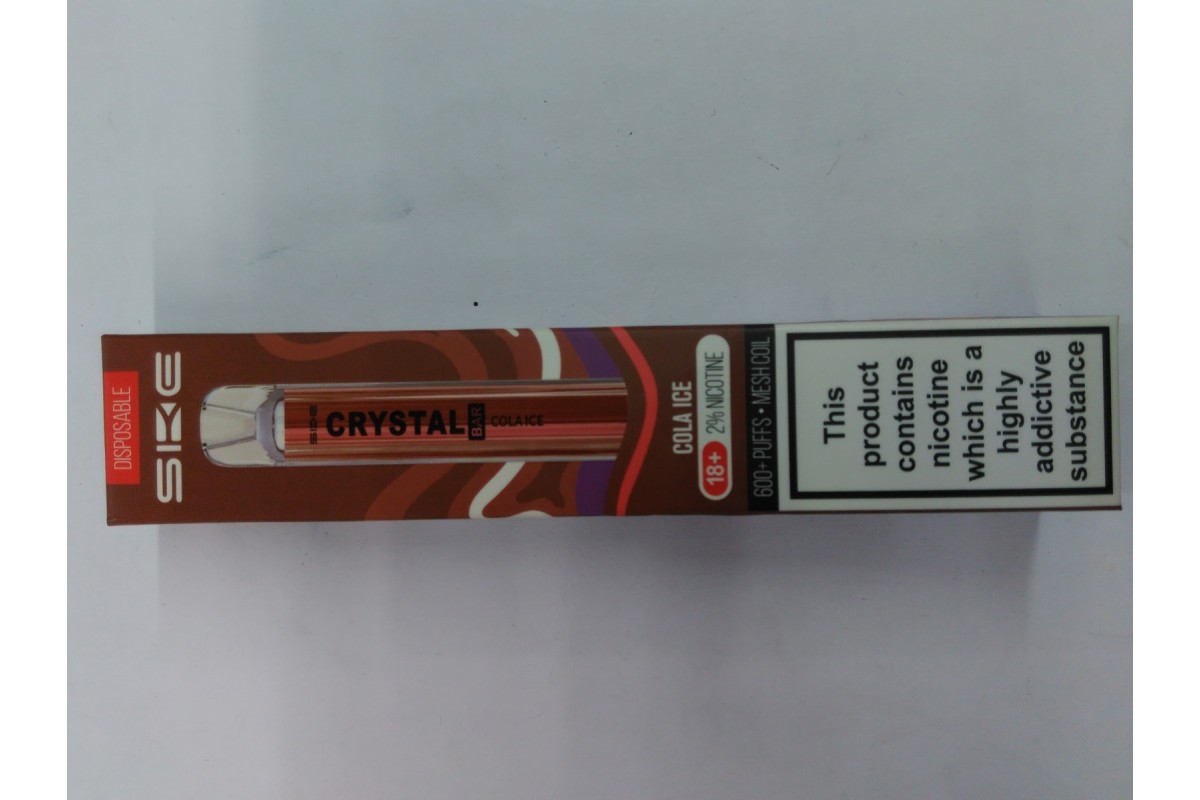 DISPOSABLE
SKE
SKE
CRYSTAL
BAR
COLA ICE
COLA ICE
18+ 2% NICOTINE
600+ PUFFS • MESH COIL
This
product
contains
nicotine
which is a
highly
addictive
substance